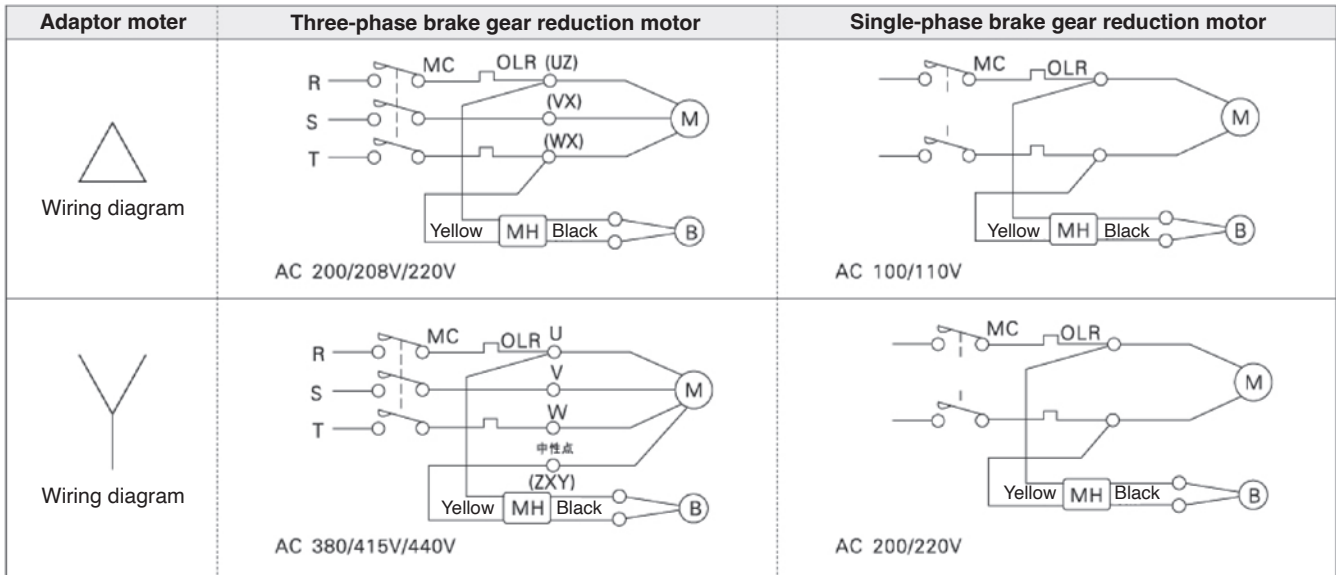 Adaptor moter
Three-phase brake gear reduction motor
Single-phase brake gear reduction motor
MC
OLR
(UZ)
R
(VX)
S
M
(WX)
T
Yellow
MH
Black
B
AC 200/208V/220V
MC
OLR
M
Yellow
MH
Black
B
AC 100/110V
Wiring diagram
MC
OLR
U
R
V
S
M
W
T
中性点
(ZXY)
Yellow
MH
Black
B
AC 380/415V/440V
MC
OLR
M
Yellow
MH
Black
B
AC 200/220V
Wiring diagram